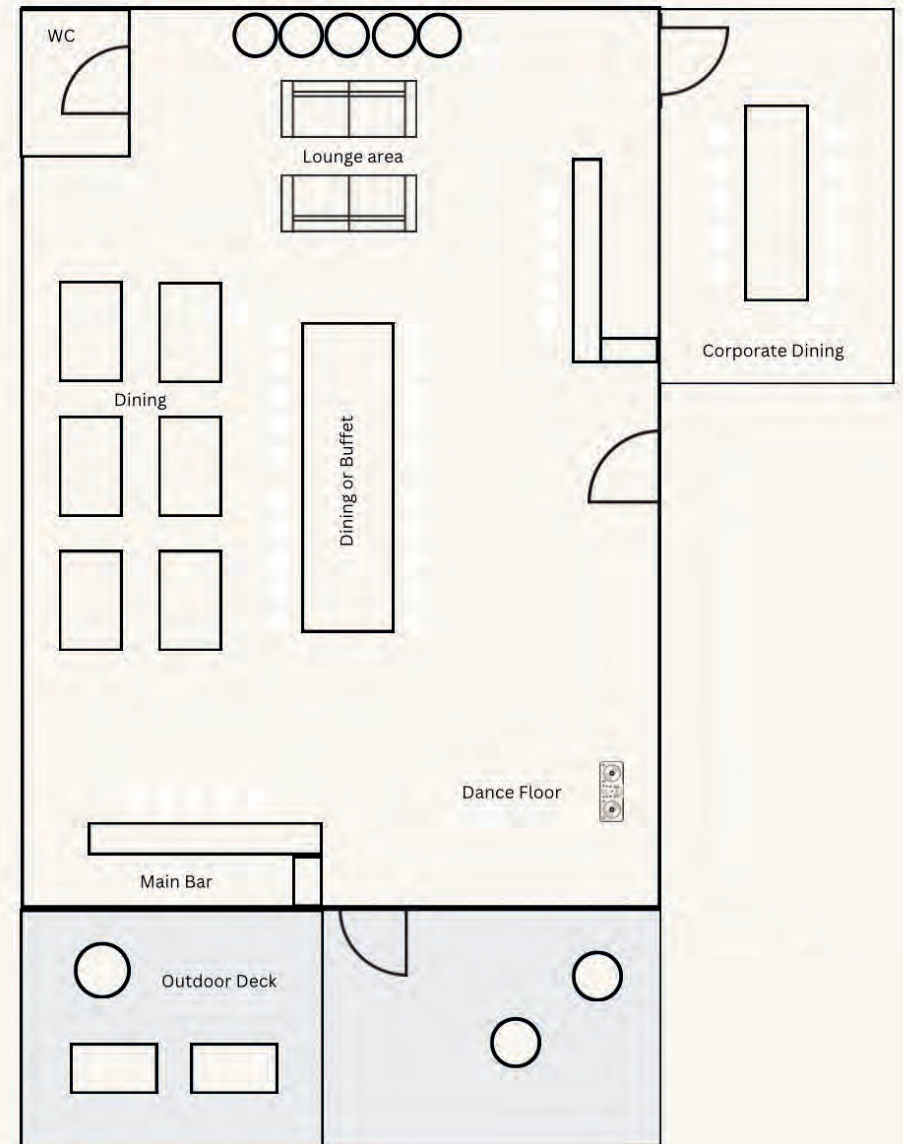 WC
Lounge area
Corporate Dining
Dining
Dining or Buffet
Dance Floor
Main Bar
Outdoor Deck